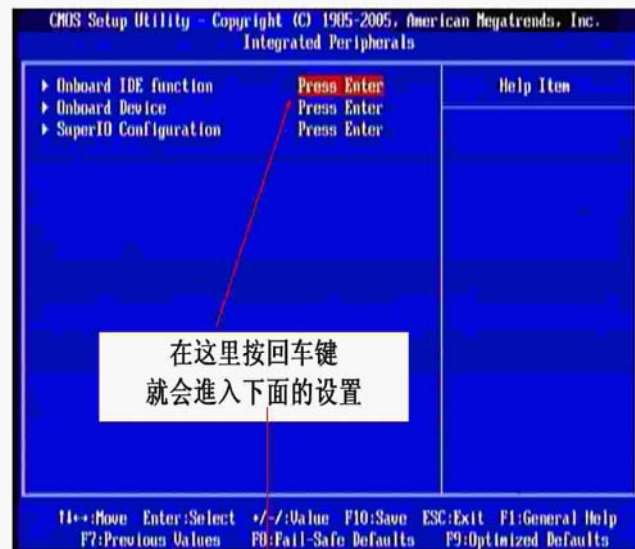 CMOS Setup Utility - Copyright (C) 1985-2005, American Megatrends, Inc.
Integrated Peripherals
Onboard IDE function Press Enter
Onboard Device Press Enter
SuperIO Configuration Press Enter
Help Item
在这里按回车键
就会進入下面的设置
↑↓←→:Move Enter:Select +/-/:Value F10:Save ESC:Exit F1:General Help
F7:Previous Values F8:Fail-Safe Defaults F9:Optimized Defaults